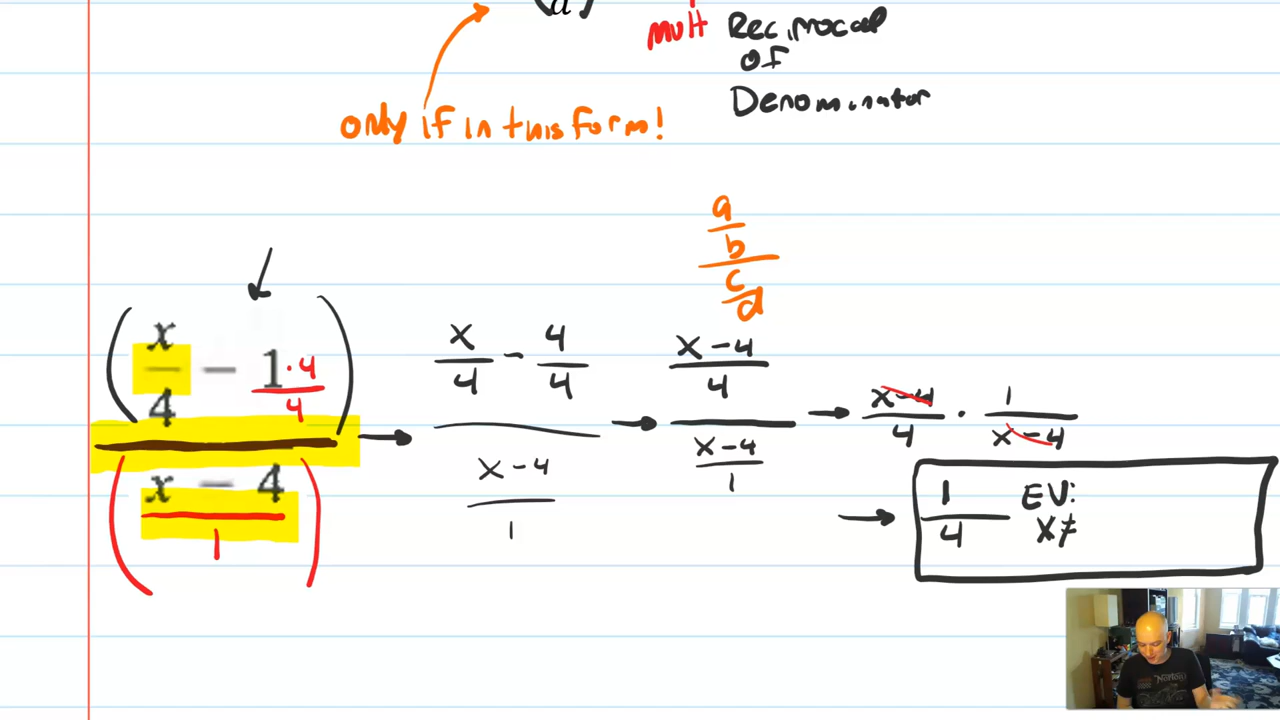 (a)
mult Reciprocal
of
Denominator
only if in this form!
a
b
c
d
(x/4 - 1 · 4/4) → x/4 - 4/4 → x-4/4 → x-4/4 · 1/x-4
(x - 4/1) x-4/1 x-4/1
→ 1/4 EV:
x≠